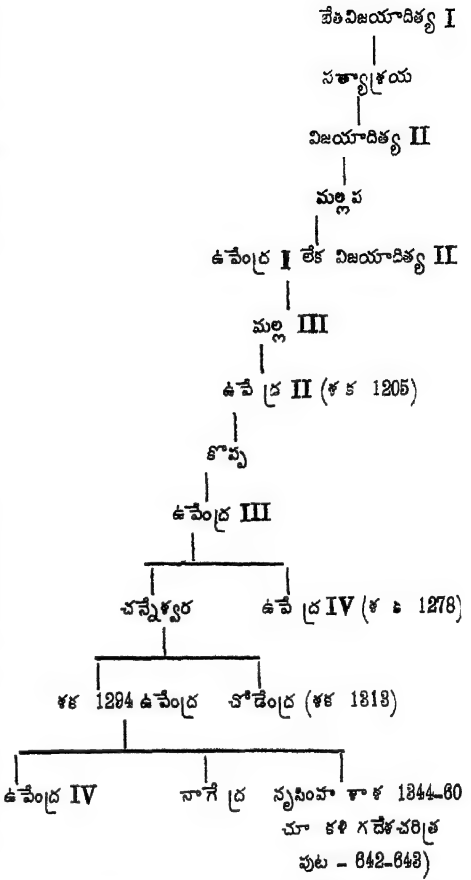 బేతవిజయాదిత్య I
సత్యాశ్రయ
విజయాదిత్య II
మల్లప
ఉపేంద్ర I లేక విజయాదిత్య II
మల్ల III
ఉపే ద్ర II (శక 1205)
కొప్ప
ఉపేంద్ర III
చన్నేశ్వర ఉపే ద్ర IV (శ క 1278)
శక 1294 ఉపేంద్ర చోడేంద్ర (శక 1313)
ఉపేంద్ర IV నాగే ద్ర నృసింహ శాళ 1344-60
చూ కళి గదేశచరిత్ర
పుట - 642-643)